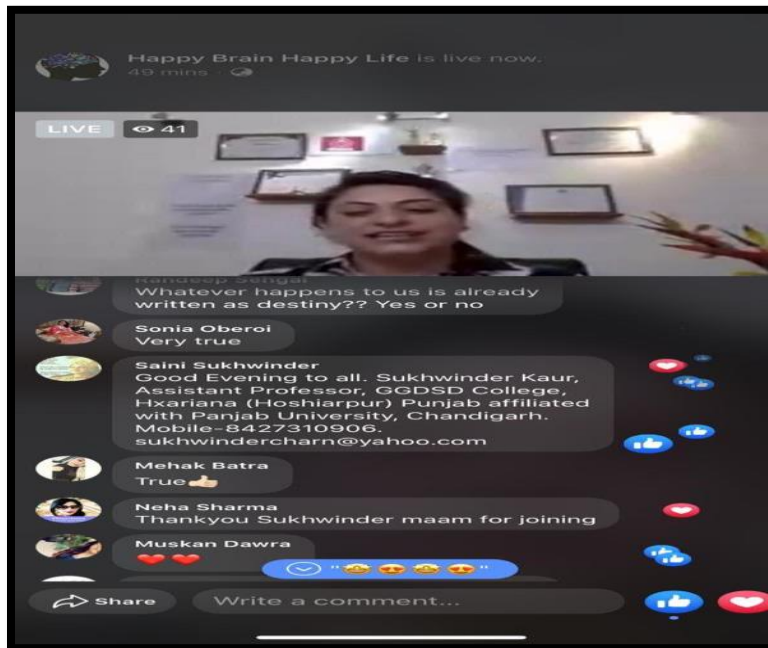 Happy Brain Happy Life is live now.
49 mins
LIVE 41
Randeep Sengar
Whatever happens to us is already
written as destiny?? Yes or no
Sonia Oberoi
Very true
Saini Sukhwinder
Good Evening to all. Sukhwinder Kaur,
Assistant Professor, GGDSD College,
Hxariana (Hoshiarpur) Punjab affiliated
with Panjab University, Chandigarh.
Mobile-8427310906.
sukhwindercharn@yahoo.com
Mehak Batra
True👍🏻
Neha Sharma
Thankyou Sukhwinder maam for joining
Muskan Dawra
❤️ ❤️
"🤩 😍 🤩 😍"
Share Write a comment...